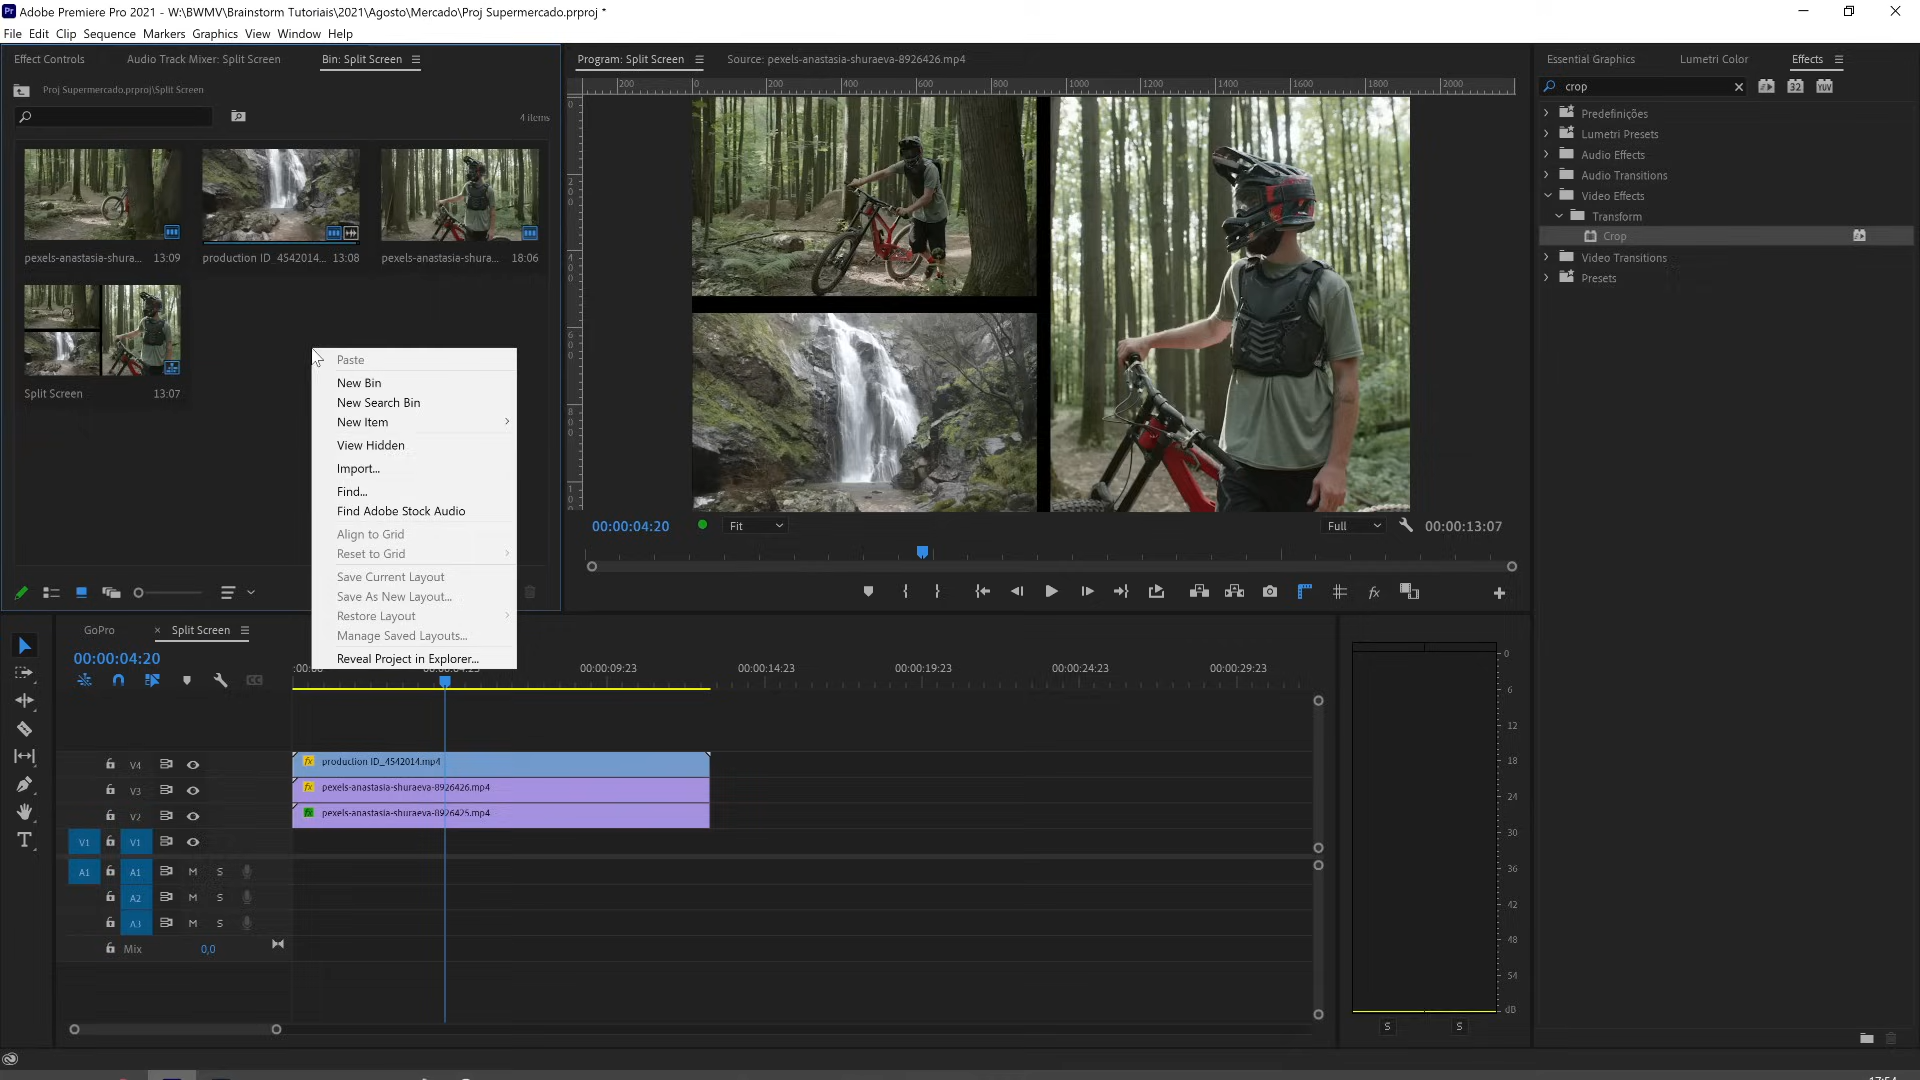 Adobe Premiere Pro 2021 - W:\BWMV\Brainstorm Tutoriais\2021\Agosto\Mercado\Proj Supermercado.prproj *
File Edit Clip Sequence Markers Graphics View Window Help
Effect Controls
Audio Track Mixer: Split Screen
Bin: Split Screen
Program: Split Screen
Source: pexels-anastasia-shuraeva-8926426.mp4
Essential Graphics
Lumetri Color
Effects
Proj Supermercado.prproj\Split Screen
4 items
pexels-anastasia-shura... 13:09
production ID_4542014... 13:08
pexels-anastasia-shura... 18:06
Split Screen 13:07
Paste
New Bin
New Search Bin
New Item
View Hidden
Import...
Find...
Find Adobe Stock Audio
Align to Grid
Reset to Grid
Save Current Layout
Save As New Layout...
Restore Layout
Manage Saved Layouts...
Reveal Project in Explorer...
200 0 200 400 600 800 1000 1200 1400 1600 1800 2000
00:00:04:20
Fit
Full
00:00:13:07
crop
32
YUV
Predefinições
Lumetri Presets
Audio Effects
Audio Transitions
Video Effects
Transform
Crop
Video Transitions
Presets
GoPro
× Split Screen
00:00:04:20
00:00:09:23 00:00:14:23 00:00:19:23 00:00:24:23 00:00:29:23
V4 production ID_4542014.mp4
V3 pexels-anastasia-shuraeva-8926426.mp4
V2 pexels-anastasia-shuraeva-8926425.mp4
V1 V1
A1 A1 M S
A2 M S
A3 M S
Mix 0,0
0
6
12
18
24
30
36
42
48
54
dB
S S